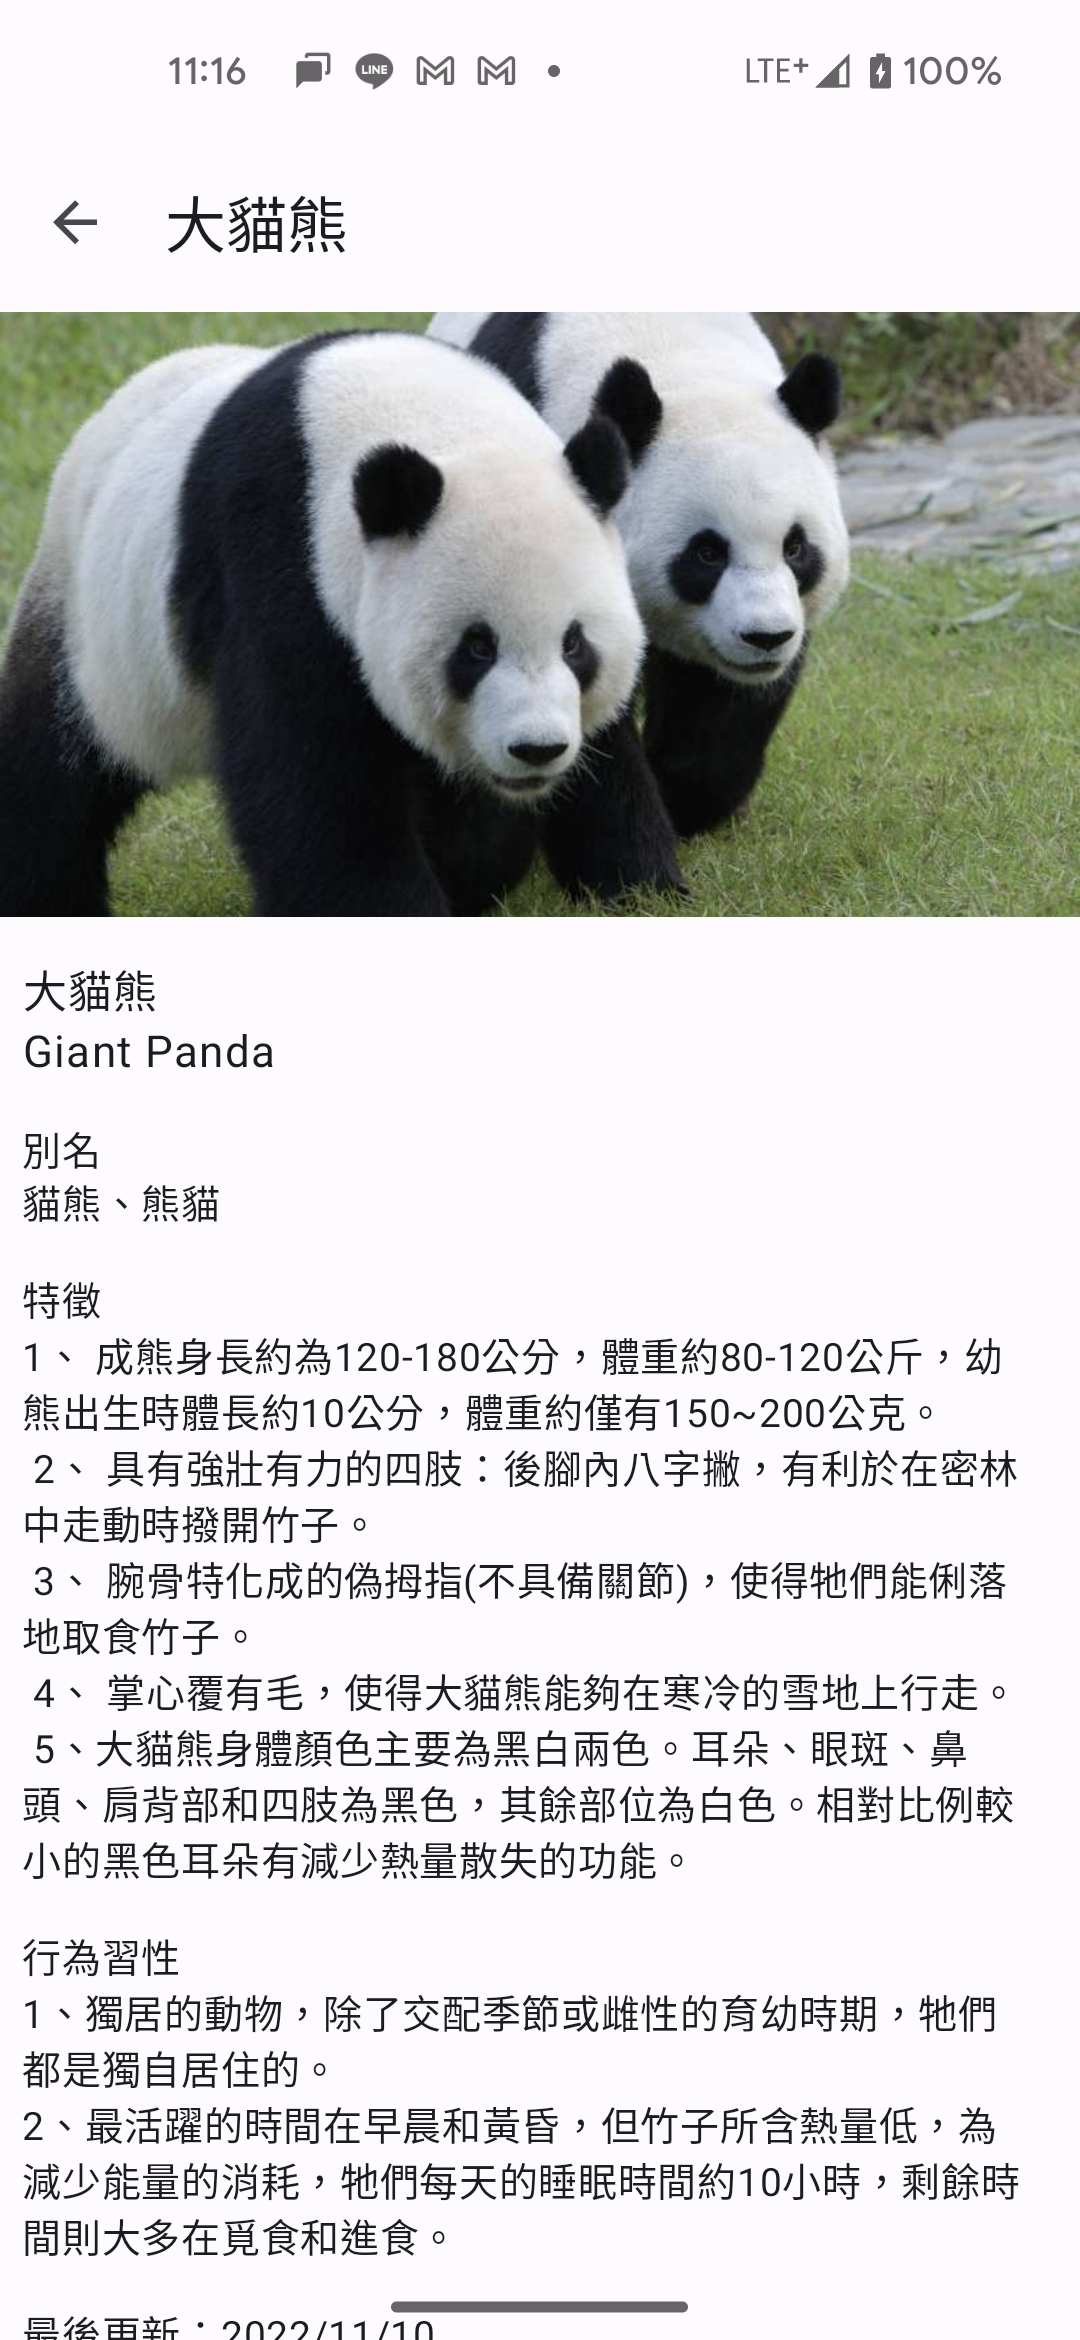 11:16 LINE LTE+ 100%
大貓熊
大貓熊
Giant Panda
別名
貓熊、熊貓
特徵
1、 成熊身長約為120-180公分，體重約80-120公斤，幼
熊出生時體長約10公分，體重約僅有150~200公克。
2、 具有強壯有力的四肢：後腳內八字撇，有利於在密林
中走動時撥開竹子。
3、 腕骨特化成的偽拇指(不具備關節)，使得牠們能俐落
地取食竹子。
4、 掌心覆有毛，使得大貓熊能夠在寒冷的雪地上行走。
5、大貓熊身體顏色主要為黑白兩色。耳朵、眼斑、鼻
頭、肩背部和四肢為黑色，其餘部位為白色。相對比例較
小的黑色耳朵有減少熱量散失的功能。
行為習性
1、獨居的動物，除了交配季節或雌性的育幼時期，牠們
都是獨自居住的。
2、最活躍的時間在早晨和黃昏，但竹子所含熱量低，為
減少能量的消耗，牠們每天的睡眠時間約10小時，剩餘時
間則大多在覓食和進食。
最後更新：2022/11/10